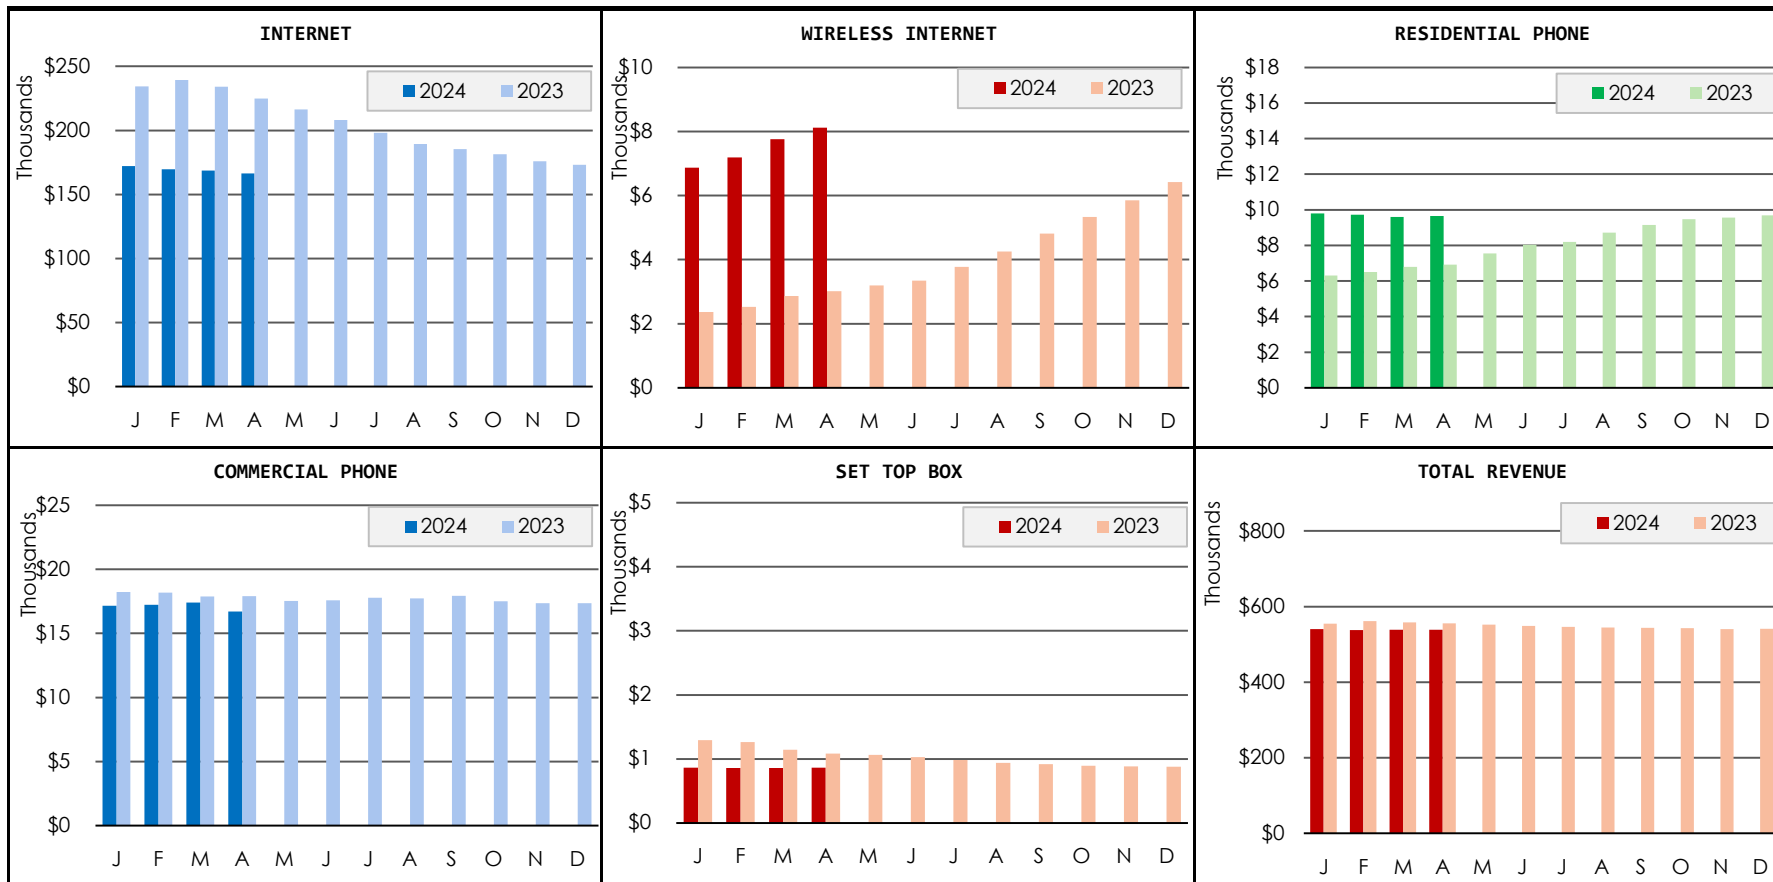 INTERNET
Thousands
$250
$200
$150
$100
$50
$0
2024 2023
J F M A M J J A S O N D
WIRELESS INTERNET
Thousands
$10
$8
$6
$4
$2
$0
2024 2023
J F M A M J J A S O N D
RESIDENTIAL PHONE
Thousands
$18
$16
$14
$12
$10
$8
$6
$4
$2
$0
2024 2023
J F M A M J J A S O N D
COMMERCIAL PHONE
Thousands
$25
$20
$15
$10
$5
$0
2024 2023
J F M A M J J A S O N D
SET TOP BOX
Thousands
$5
$4
$3
$2
$1
$0
2024 2023
J F M A M J J A S O N D
TOTAL REVENUE
Thousands
$800
$600
$400
$200
$0
2024 2023
J F M A M J J A S O N D